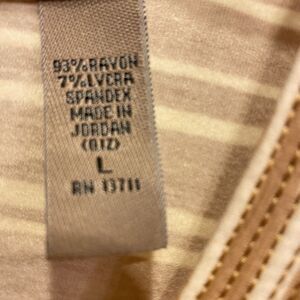 93% RAYON
7% LYCRA
SPANDEX
MADE IN
JORDAN
(QIZ)
L
RN 13711